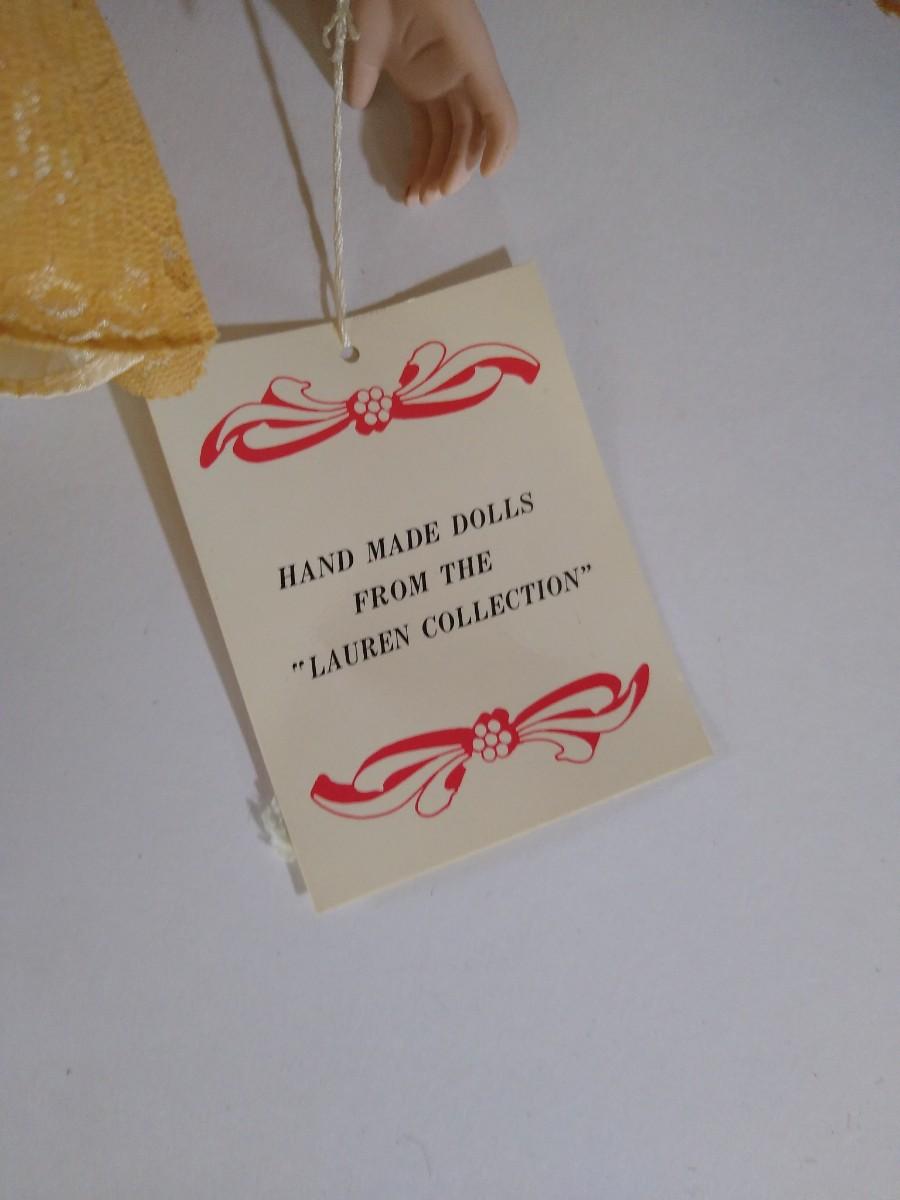 HAND MADE DOLLS
FROM THE
"LAUREN COLLECTION"